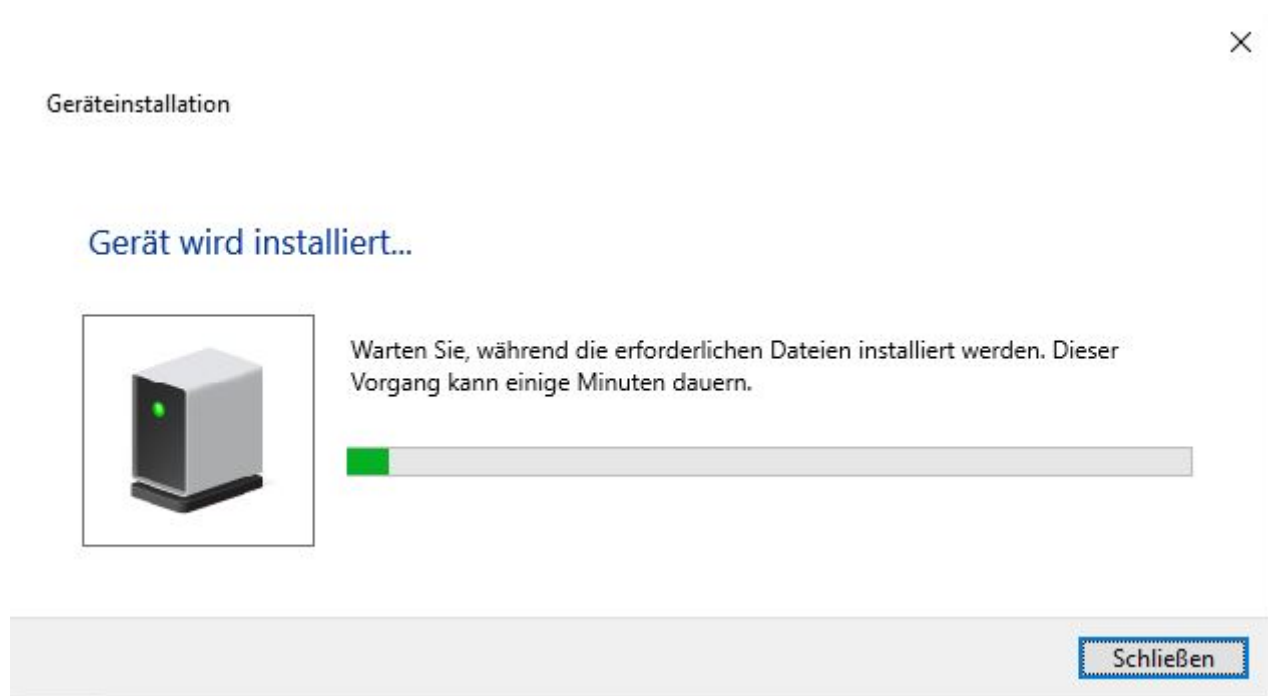 Geräteinstallation
Gerät wird installiert...
Warten Sie, während die erforderlichen Dateien installiert werden. Dieser
Vorgang kann einige Minuten dauern.
Schließen